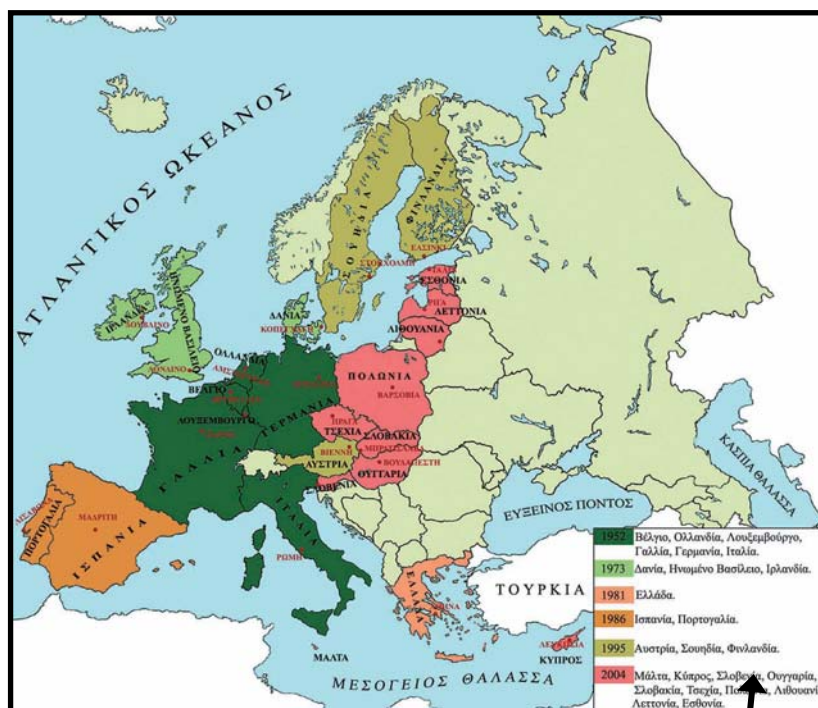 ΑΤΛΑΝΤΙΚΟΣ ΩΚΕΑΝΟΣ
ΣΟΥΗΔΙΑ
ΦΙΝΛΑΝΔΙΑ
ΕΛΣΙΝΚΙ
ΣΤΟΚΧΟΛΜΗ
ΤΑΛΙΝ
ΕΣΘΟΝΙΑ
ΡΙΓΑ
ΛΕΤΤΟΝΙΑ
ΛΙΘΟΥΑΝΙΑ
ΙΡΛΑΝΔΙΑ
ΔΟΥΒΛΙΝΟ
ΗΝΩΜΕΝΟ ΒΑΣΙΛΕΙΟ
ΛΟΝΔΙΝΟ
ΔΑΝΙΑ
ΚΟΠΕΓΧΑΓΗ
ΟΛΛΑΝΔΙΑ
ΒΕΛΓΙΟ
ΛΟΥΞΕΜΒΟΥΡΓΟ
ΓΕΡΜΑΝΙΑ
ΠΟΛΩΝΙΑ
ΒΑΡΣΟΒΙΑ
ΠΡΑΓΑ
ΤΣΕΧΙΑ
ΣΛΟΒΑΚΙΑ
ΜΠΡΑΤΙΣΛΑΒΑ
ΒΙΕΝΝΗ
ΑΥΣΤΡΙΑ
ΒΟΥΔΑΠΕΣΤΗ
ΟΥΓΓΑΡΙΑ
ΓΑΛΛΙΑ
ΛΙΣΑΒΟΝΑ
ΠΟΡΤΟΓΑΛΙΑ
ΜΑΔΡΙΤΗ
ΙΣΠΑΝΙΑ
ΙΤΑΛΙΑ
ΡΩΜΗ
ΕΛΛΑΔΑ
ΑΘΗΝΑ
ΜΑΛΤΑ
ΜΕΣΟΓΕΙΟΣ ΘΑΛΑΣΣΑ
ΕΥΞΕΙΝΟΣ ΠΟΝΤΟΣ
ΚΑΣΠΙΑ ΘΑΛΑΣΣΑ
ΤΟΥΡΚΙΑ
ΛΕΥΚΩΣΙΑ
ΚΥΠΡΟΣ
1952 Βέλγιο, Ολλανδία, Λουξεμβούργο,
Γαλλία, Γερμανία, Ιταλία.
1973 Δανία, Ηνωμένο Βασίλειο, Ιρλανδία.
1981 Ελλάδα.
1986 Ισπανία, Πορτογαλία.
1995 Αυστρία, Σουηδία, Φινλανδία.
2004 Μάλτα, Κύπρος, Σλοβενία, Ουγγαρία,
Σλοβακία, Τσεχία, Πολωνία, Λιθουανί
Λεττονία, Εσθονία.